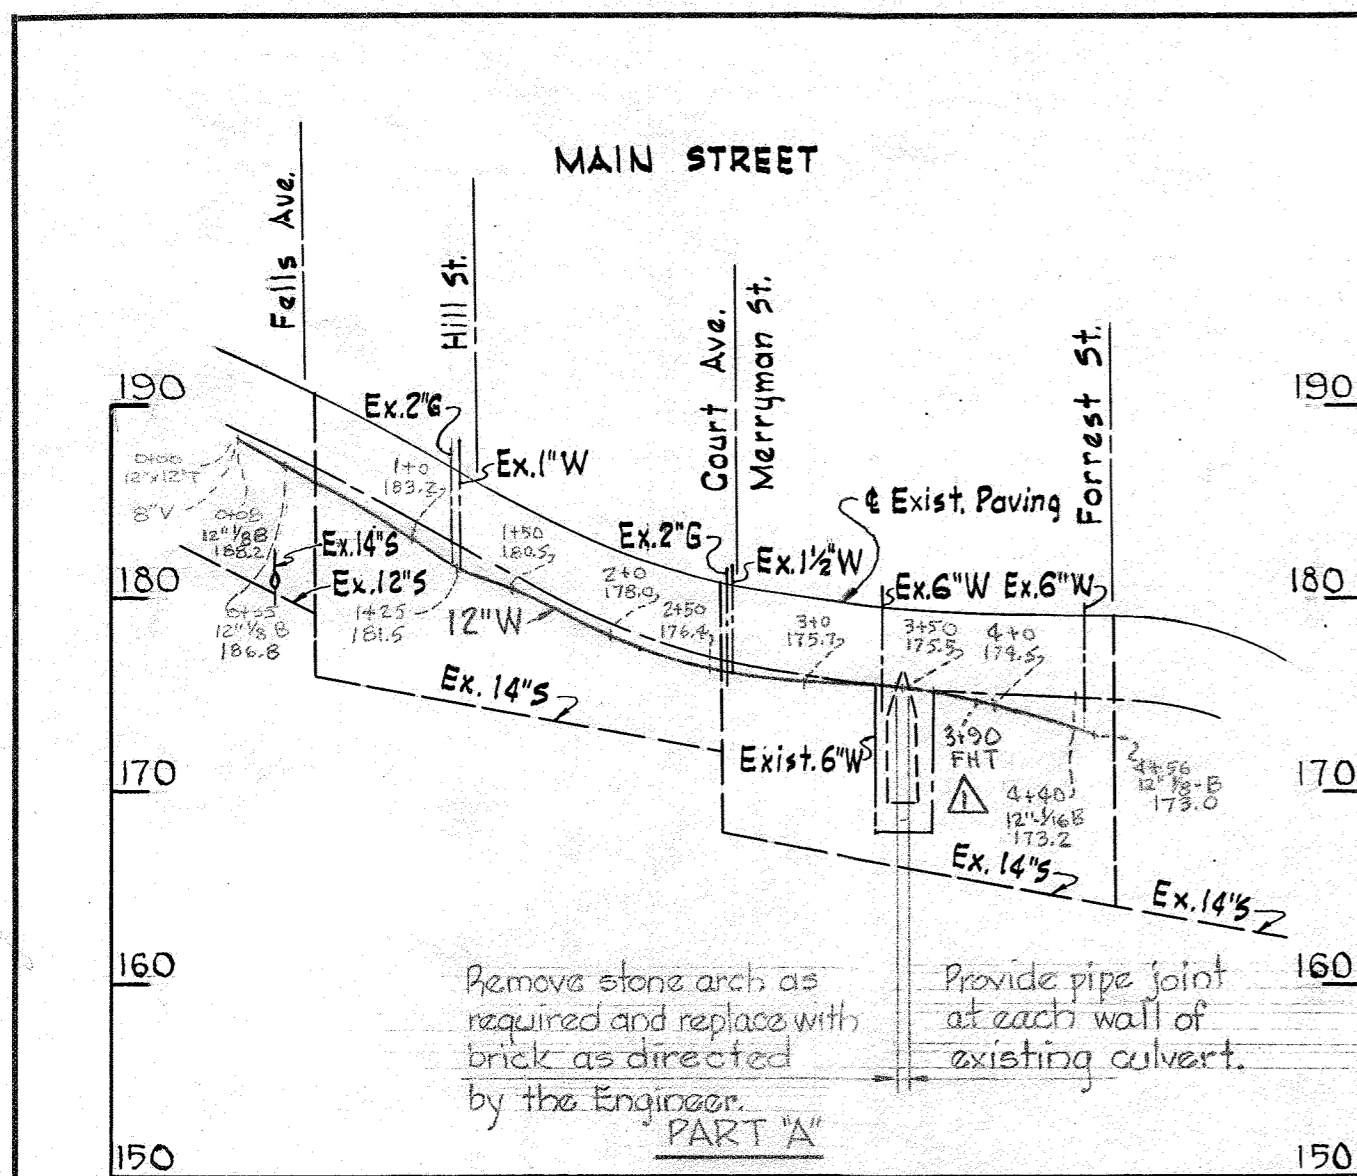 MAIN STREET
Fells Ave.
Hill St.
Court Ave.
Merryman St.
Forrest St.
190
190
Ex.2"G
Ex.1"W
₵ Exist. Paving
0+00
12"x12"T
8"V
0+08
12"⅛B
188.2
1+0
183.2
Ex.14"S
Ex.12"S
12"⅛B
186.8
1+25
181.5
1+50
180.5
12"W
2+0
178.0
Ex.2"G
Ex.1½"W
2+50
176.4
180
180
Ex.6"W
Ex.6"W
3+0
175.7
3+50
175.5
4+0
174.5
Ex. 14"S
Exist.6"W
3+90
FHT
1
4+40
12"-1/16B
173.2
4+56
12"⅛-B
173.0
170
170
Ex. 14"S
Ex.14"S
160
160
Remove stone arch as
required and replace with
brick as directed
by the Engineer.
Provide pipe joint
at each wall of
existing culvert.
PART "A"
150
150